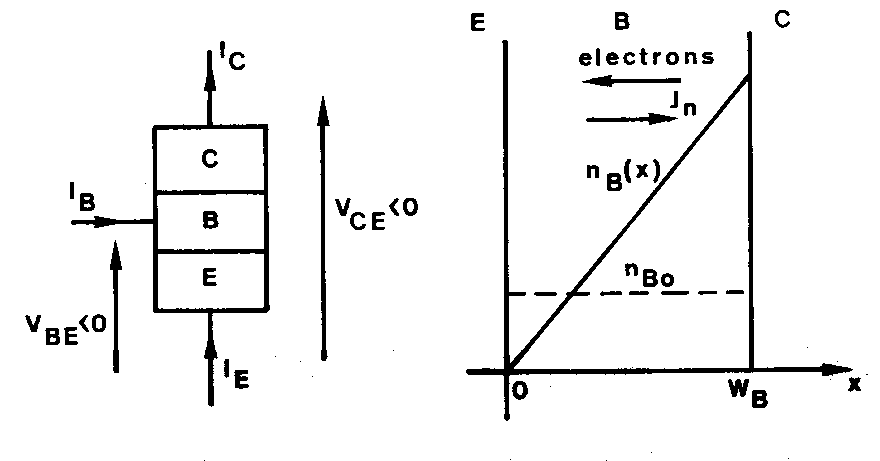 I_C
C
I_B
B
V_CE<0
E
V_BE<0
I_E
E B C
electrons
J_n
n_B(x)
n_Bo
0 W_B x